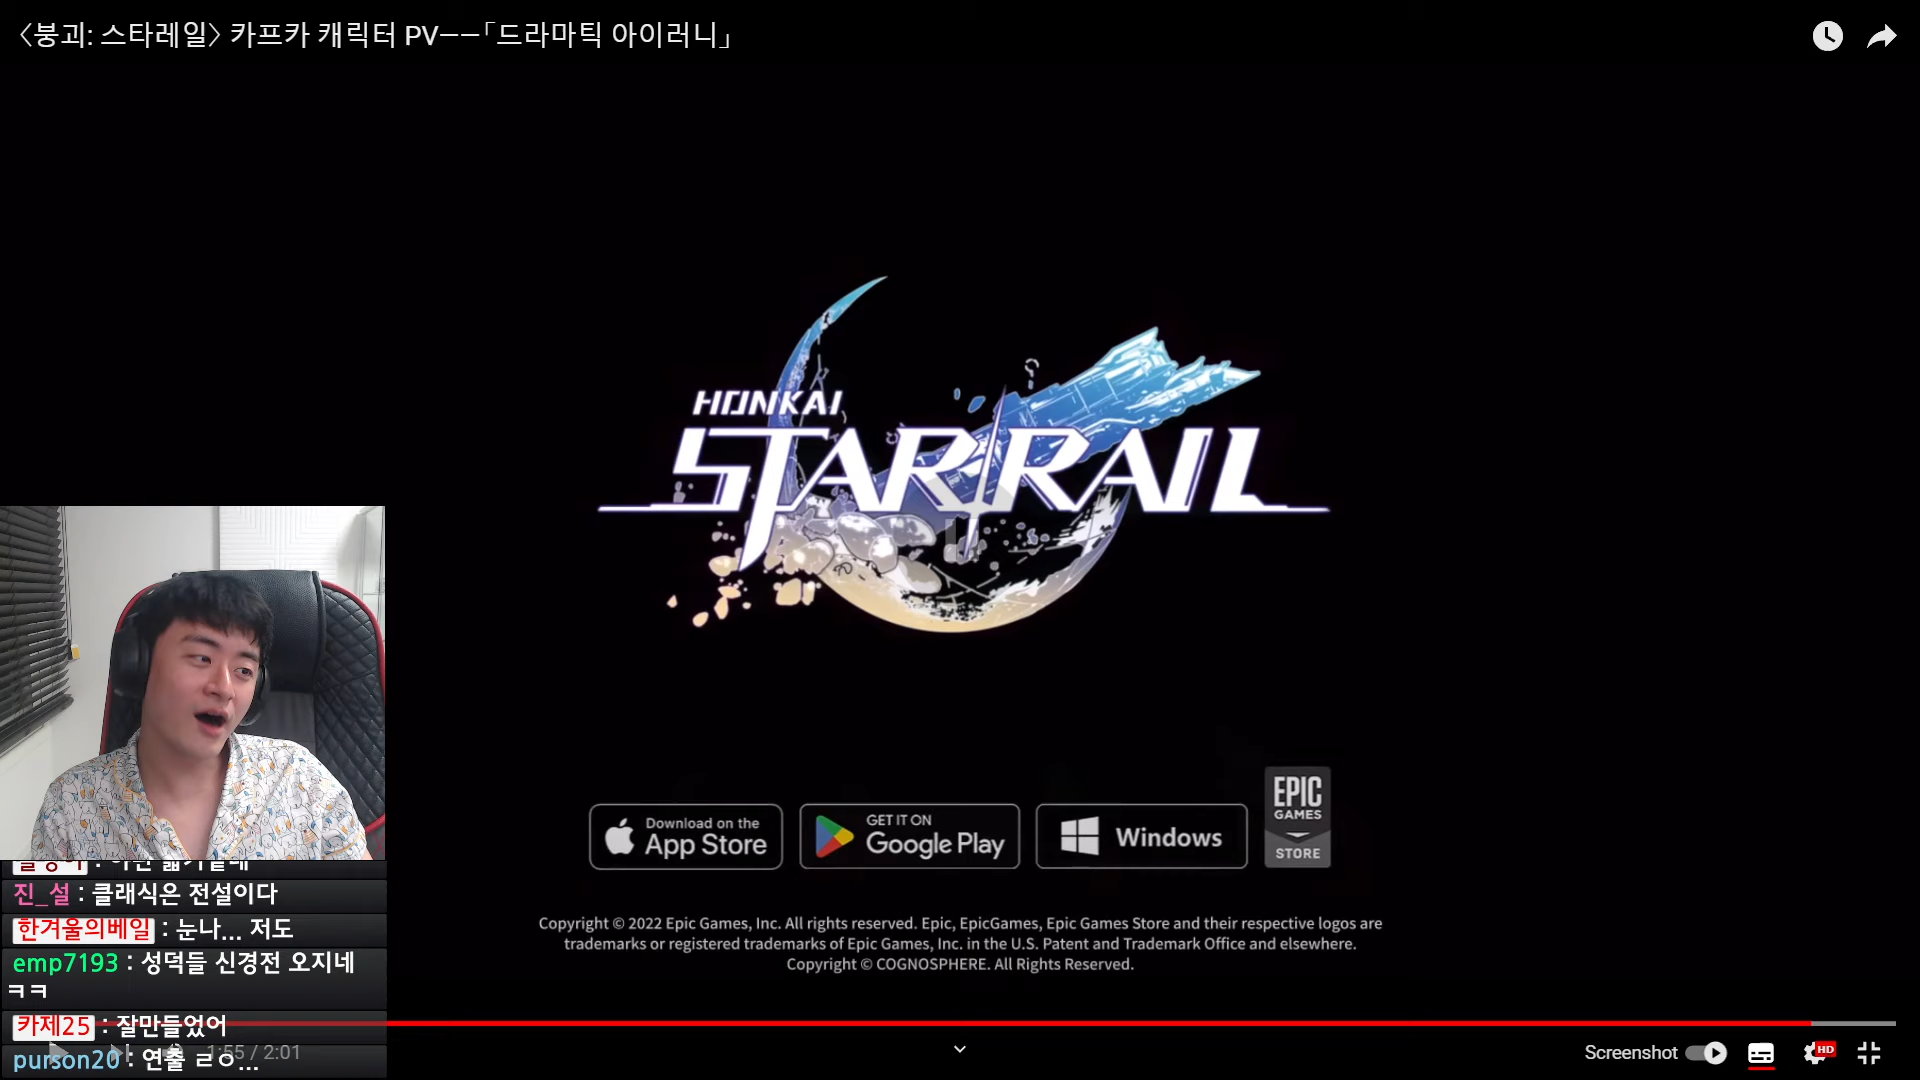 〈붕괴: 스타레일〉 카프카 캐릭터 PV——「드라마틱 아이러니」
HONKAI
STAR RAIL
Download on the
App Store
GET IT ON
Google Play
Windows
EPIC
GAMES
STORE
Copyright © 2022 Epic Games, Inc. All rights reserved. Epic, EpicGames, Epic Games Store and their respective logos are
trademarks or registered trademarks of Epic Games, Inc. in the U.S. Patent and Trademark Office and elsewhere.
Copyright © COGNOSPHERE. All Rights Reserved.
진_설 : 클래식은 전설이다
한겨울의베일 : 눈나... 저도
emp7193 : 성덕들 신경전 오지네
ㅋㅋ
카제25 : 잘만들었어
purson20 : 연출 ㄹㅇ...
1:55 / 2:01
Screenshot
HD